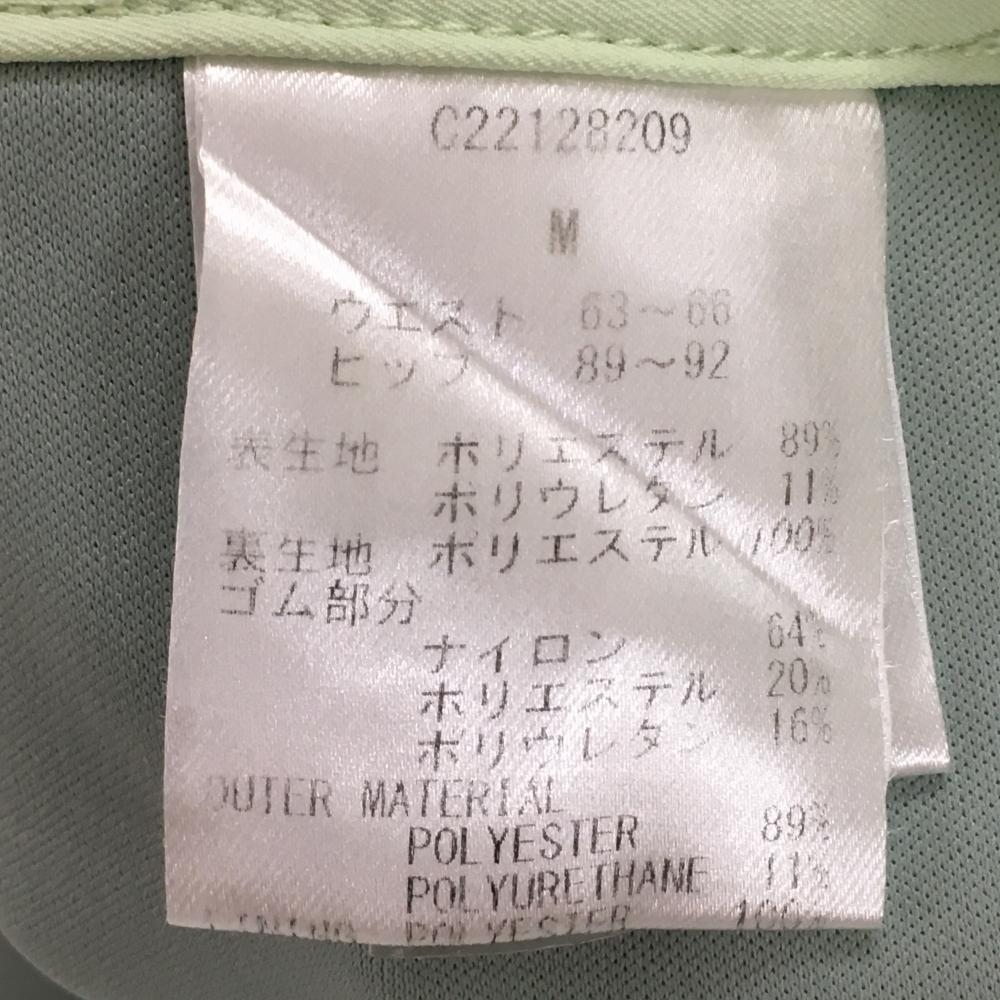 C22128209
M
ウエスト 63～66
ヒップ 89～92
表生地 ポリエステル 89%
ポリウレタン 11%
裏生地 ポリエステル 100%
ゴム部分
ナイロン 64%
ポリエステル 20%
ポリウレタン 16%
OUTER MATERIAL
POLYESTER 89%
POLYURETHANE 11%
LINING POLYESTER 100%